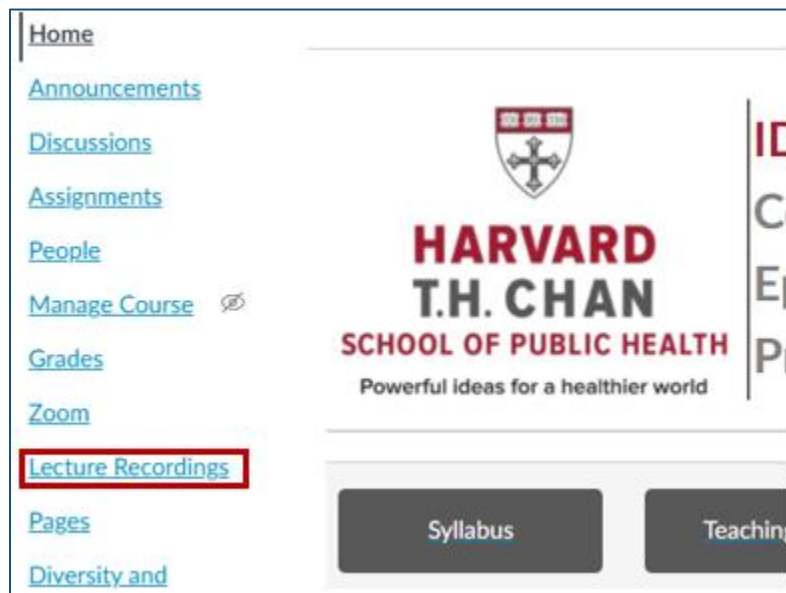 Home
Announcements
Discussions
Assignments
People
Manage Course
Grades
Zoom
Lecture Recordings
Pages
Diversity and
HARVARD
T.H. CHAN
SCHOOL OF PUBLIC HEALTH
Powerful ideas for a healthier world
Syllabus
Teaching